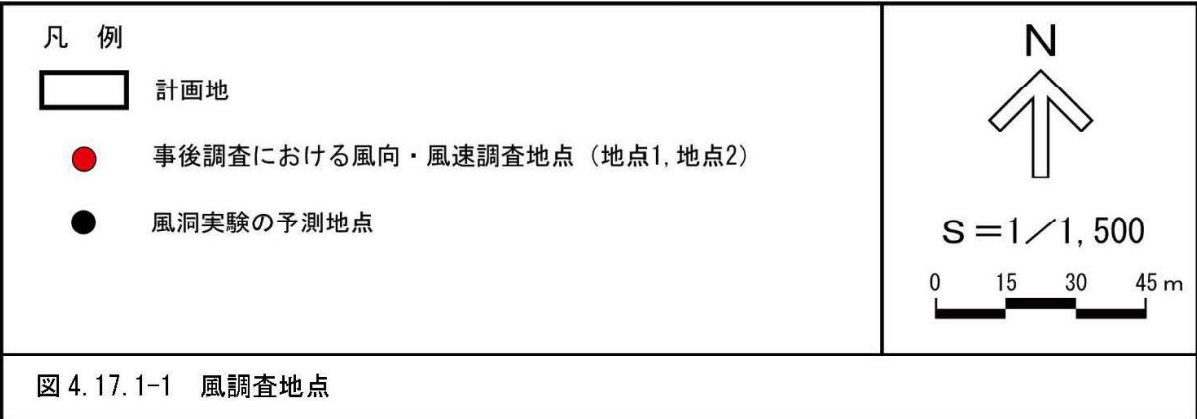 凡 例
計画地
事後調査における風向・風速調査地点（地点1,地点2）
風洞実験の予測地点
N
S＝1／1,500
0 15 30 45 m
図 4.17.1-1 風調査地点